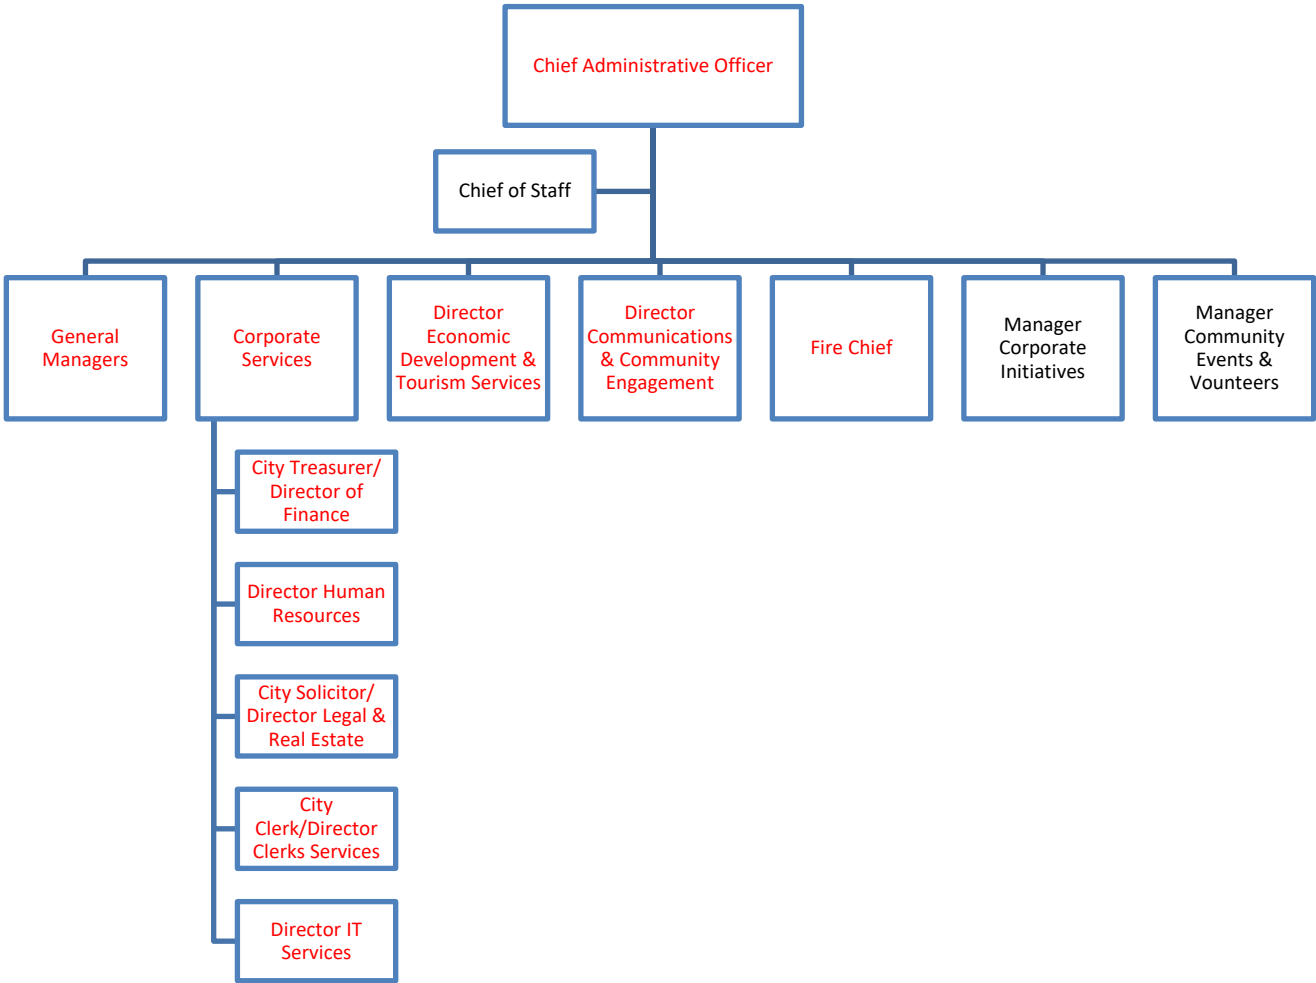 Chief Administrative Officer
Chief of Staff
General
Managers
Corporate
Services
Director
Economic
Development &
Tourism Services
Director
Communications
& Community
Engagement
Fire Chief
Manager
Corporate
Initiatives
Manager
Community
Events &
Vounteers
City Treasurer/
Director of
Finance
Director Human
Resources
City Solicitor/
Director Legal &
Real Estate
City
Clerk/Director
Clerks Services
Director IT
Services